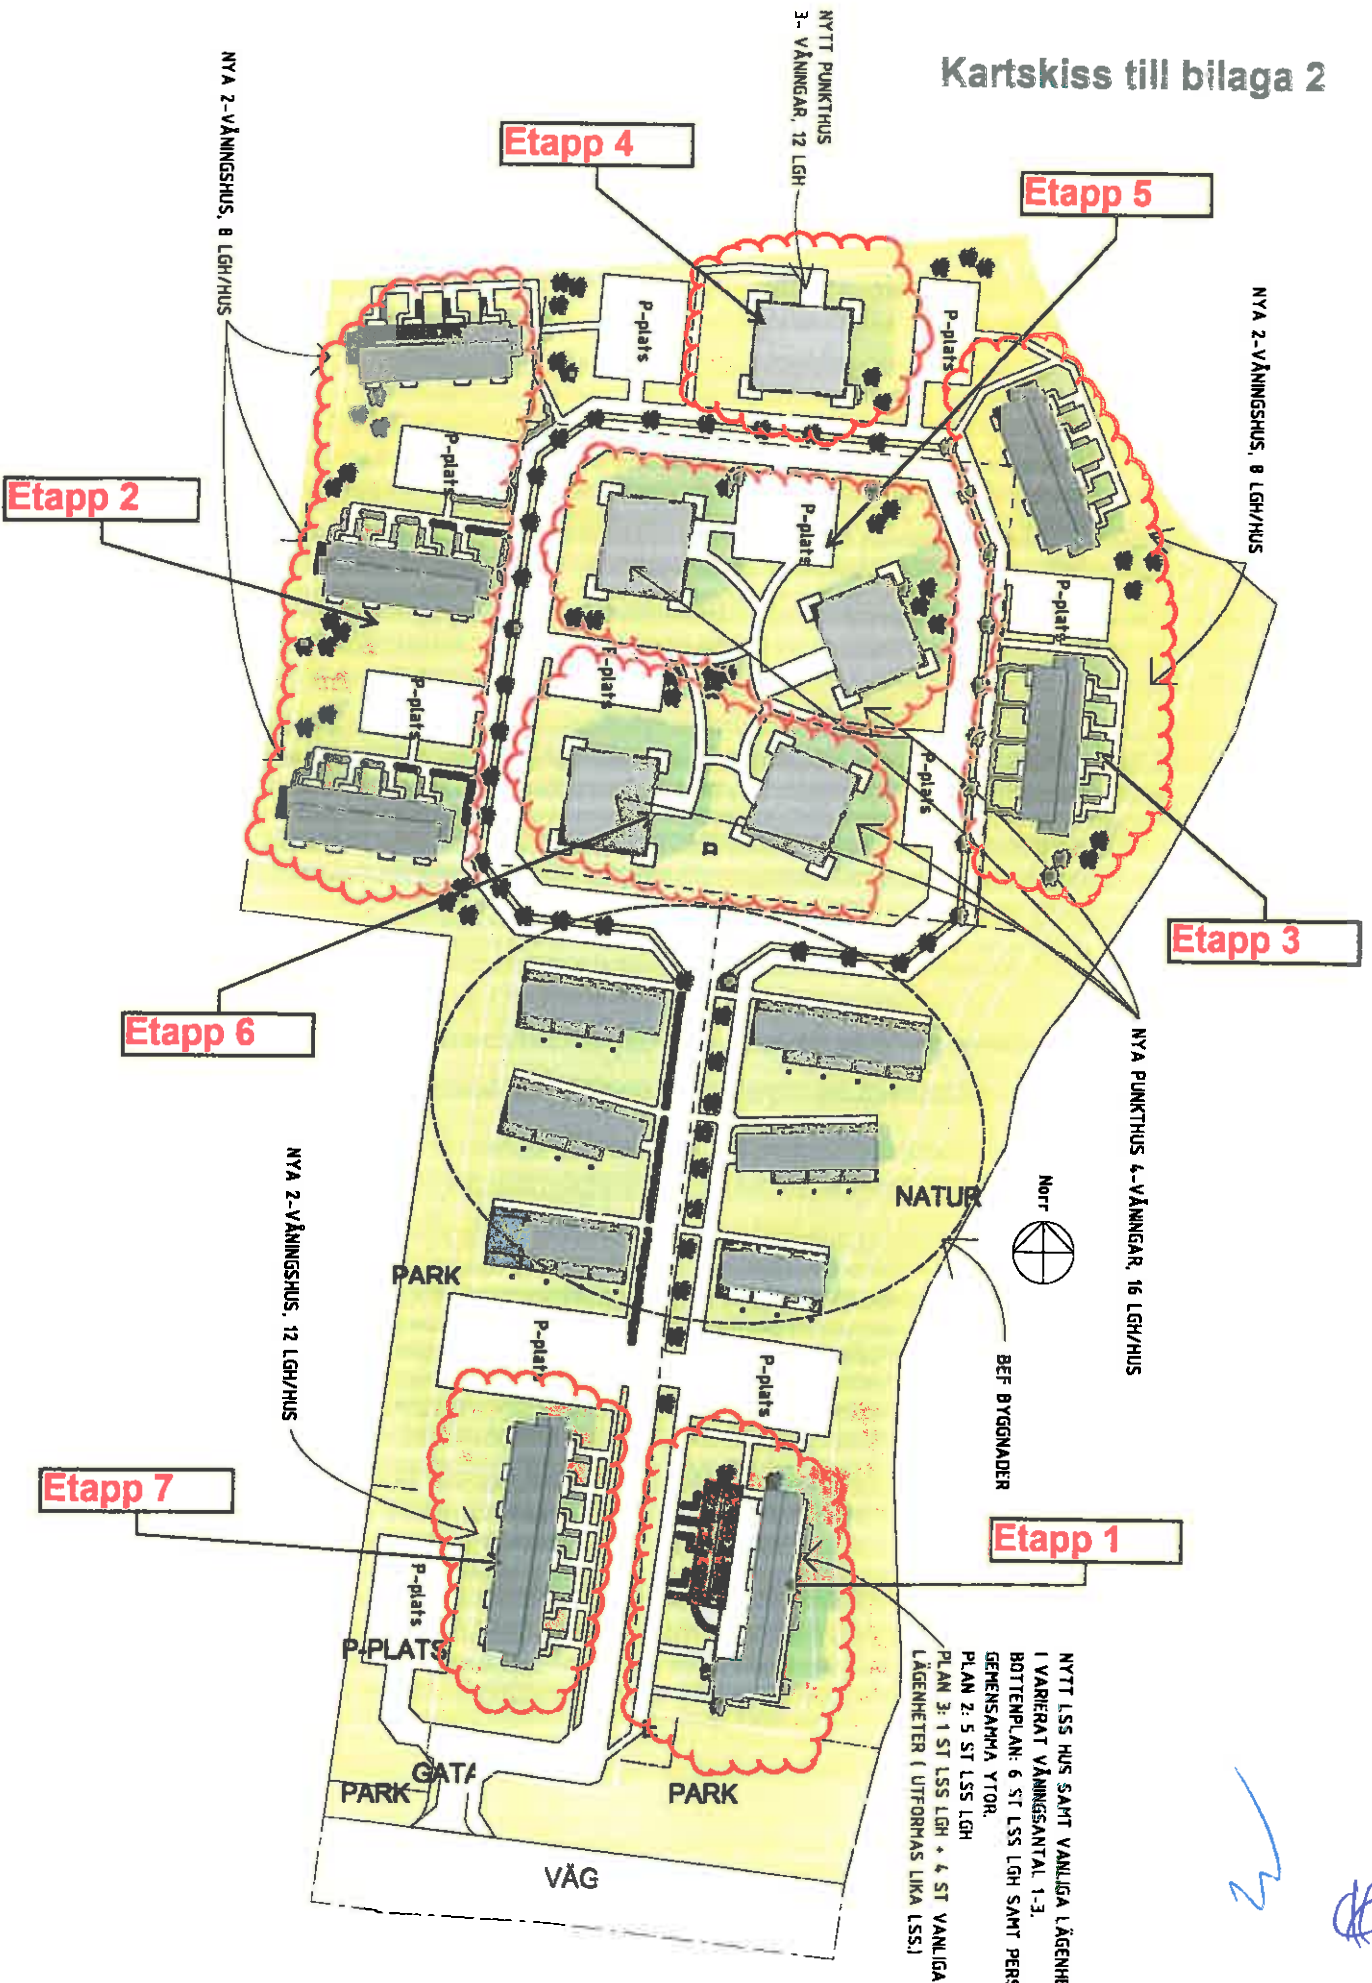 Kartskiss till bilaga 2
NYTT PUNKTHUS
3- VÅNINGAR, 12 LGH
NYA 2-VÅNINGSHUS, 8 LGH/HUS
Etapp 4
Etapp 5
NYA 2-VÅNINGSHUS, 8 LGH/HUS
P-plats
P-plats
P-plats
Etapp 2
P-plats
P-plats
P-plats
P-plats
P-plats
Etapp 3
Etapp 6
NYA PUNKTHUS 4-VÅNINGAR, 16 LGH/HUS
NATUR
Norr
PARK
BEF BYGGNADER
NYA 2-VÅNINGSHUS, 12 LGH/HUS
P-plats
P-plats
Etapp 7
Etapp 1
P-plats
P-PLATS
NYTT LSS HUS SAMT VANLIGA
I VARIERAT VÅNINGSANTAL 1-3.
BOTTENPLAN: 6 ST LSS LGH SAMT
GEMENSAMMA YTOR.
PLAN 2: 5 ST LSS LGH
PLAN 3: 1 ST LSS LGH + 4 ST VANLIGA
LÄGENHETER ( UTFORMAS LIKA LSS.)
GATA
PARK
PARK
VÄG